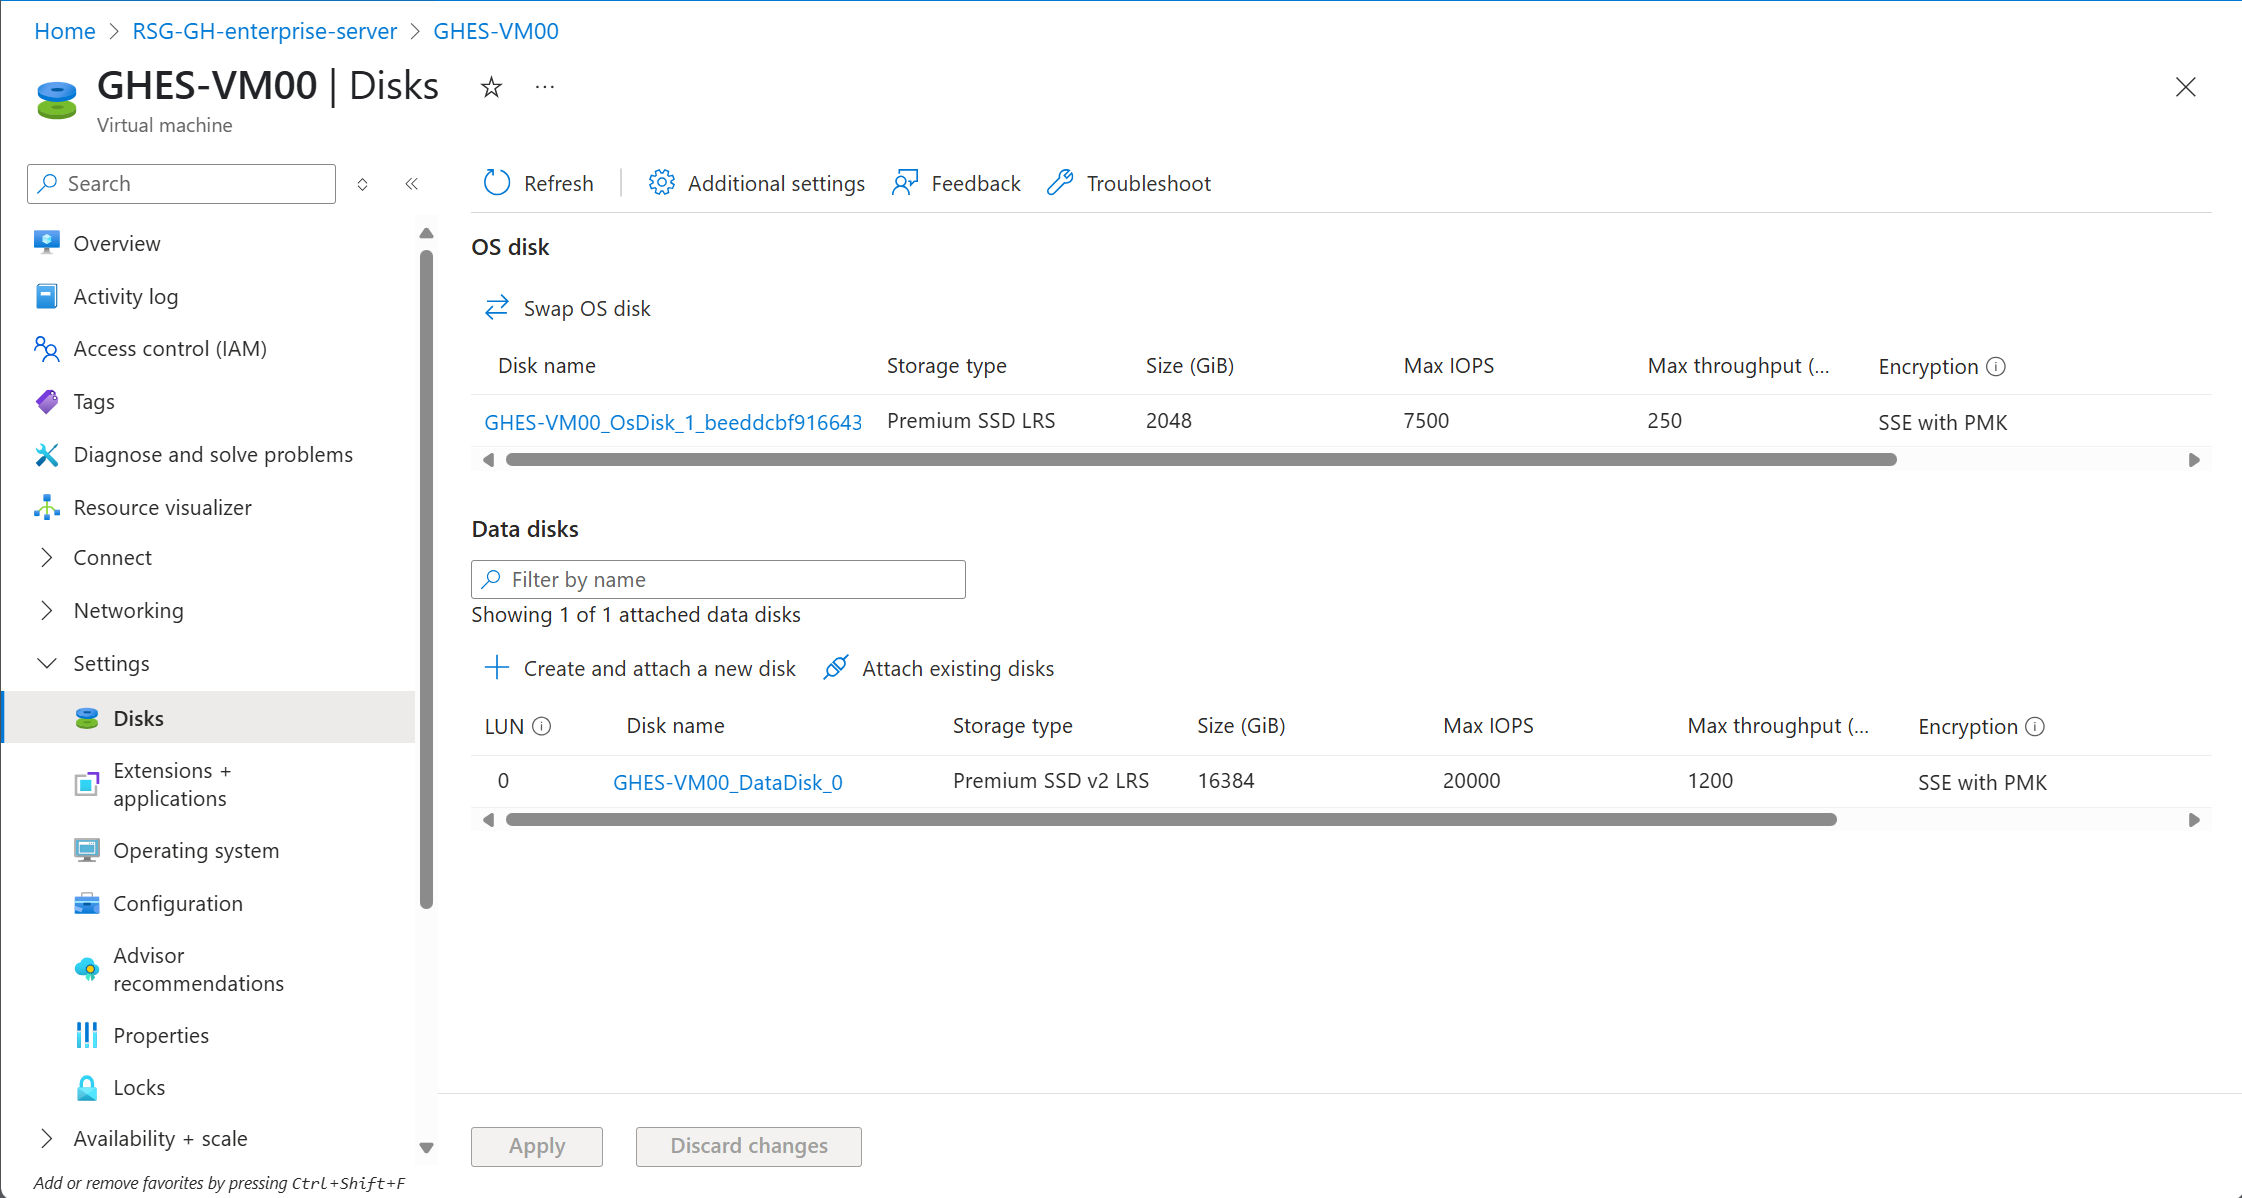 Home > RSG-GH-enterprise-server > GHES-VM00
GHES-VM00 | Disks ☆ ...
Virtual machine
Search
Overview
Activity log
Access control (IAM)
Tags
Diagnose and solve problems
Resource visualizer
Connect
Networking
Settings
Disks
Extensions +
applications
Operating system
Configuration
Advisor
recommendations
Properties
Locks
Availability + scale
Add or remove favorites by pressing Ctrl+Shift+F
Refresh Additional settings Feedback Troubleshoot
OS disk
Swap OS disk
Disk name Storage type Size (GiB) Max IOPS Max throughput (... Encryption
GHES-VM00_OsDisk_1_beeddcbf916643 Premium SSD LRS 2048 7500 250 SSE with PMK
Data disks
Filter by name
Showing 1 of 1 attached data disks
Create and attach a new disk Attach existing disks
LUN Disk name Storage type Size (GiB) Max IOPS Max throughput (... Encryption
0 GHES-VM00_DataDisk_0 Premium SSD v2 LRS 16384 20000 1200 SSE with PMK
Apply Discard changes